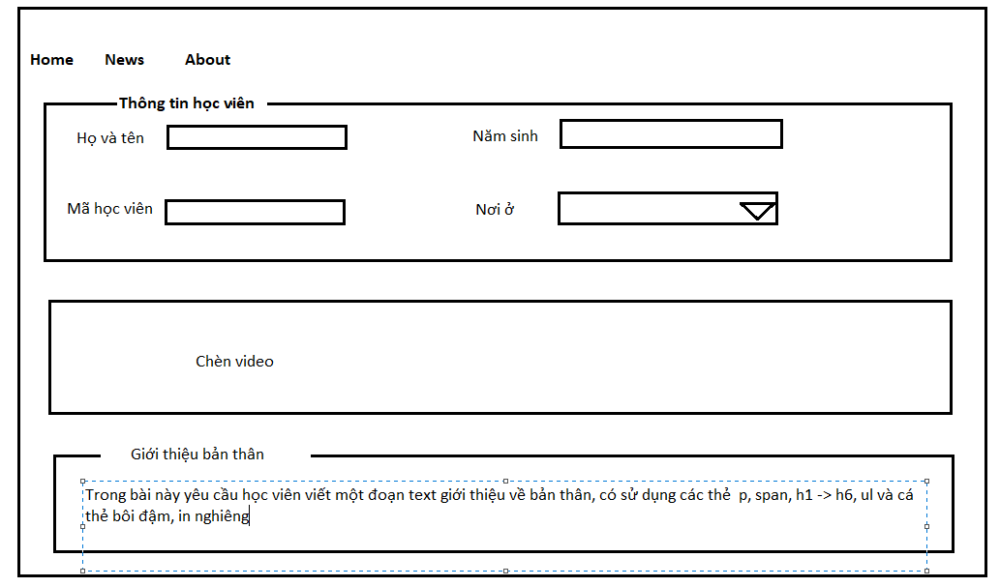 Home News About
Thông tin học viên
Họ và tên Năm sinh
Mã học viên Nơi ở
Chèn video
Giới thiệu bản thân
Trong bài này yêu cầu học viên viết một đoạn text giới thiệu về bản thân, có sử dụng các thẻ p, span, h1 -> h6, ul và cá
thẻ bôi đậm, in nghiêng